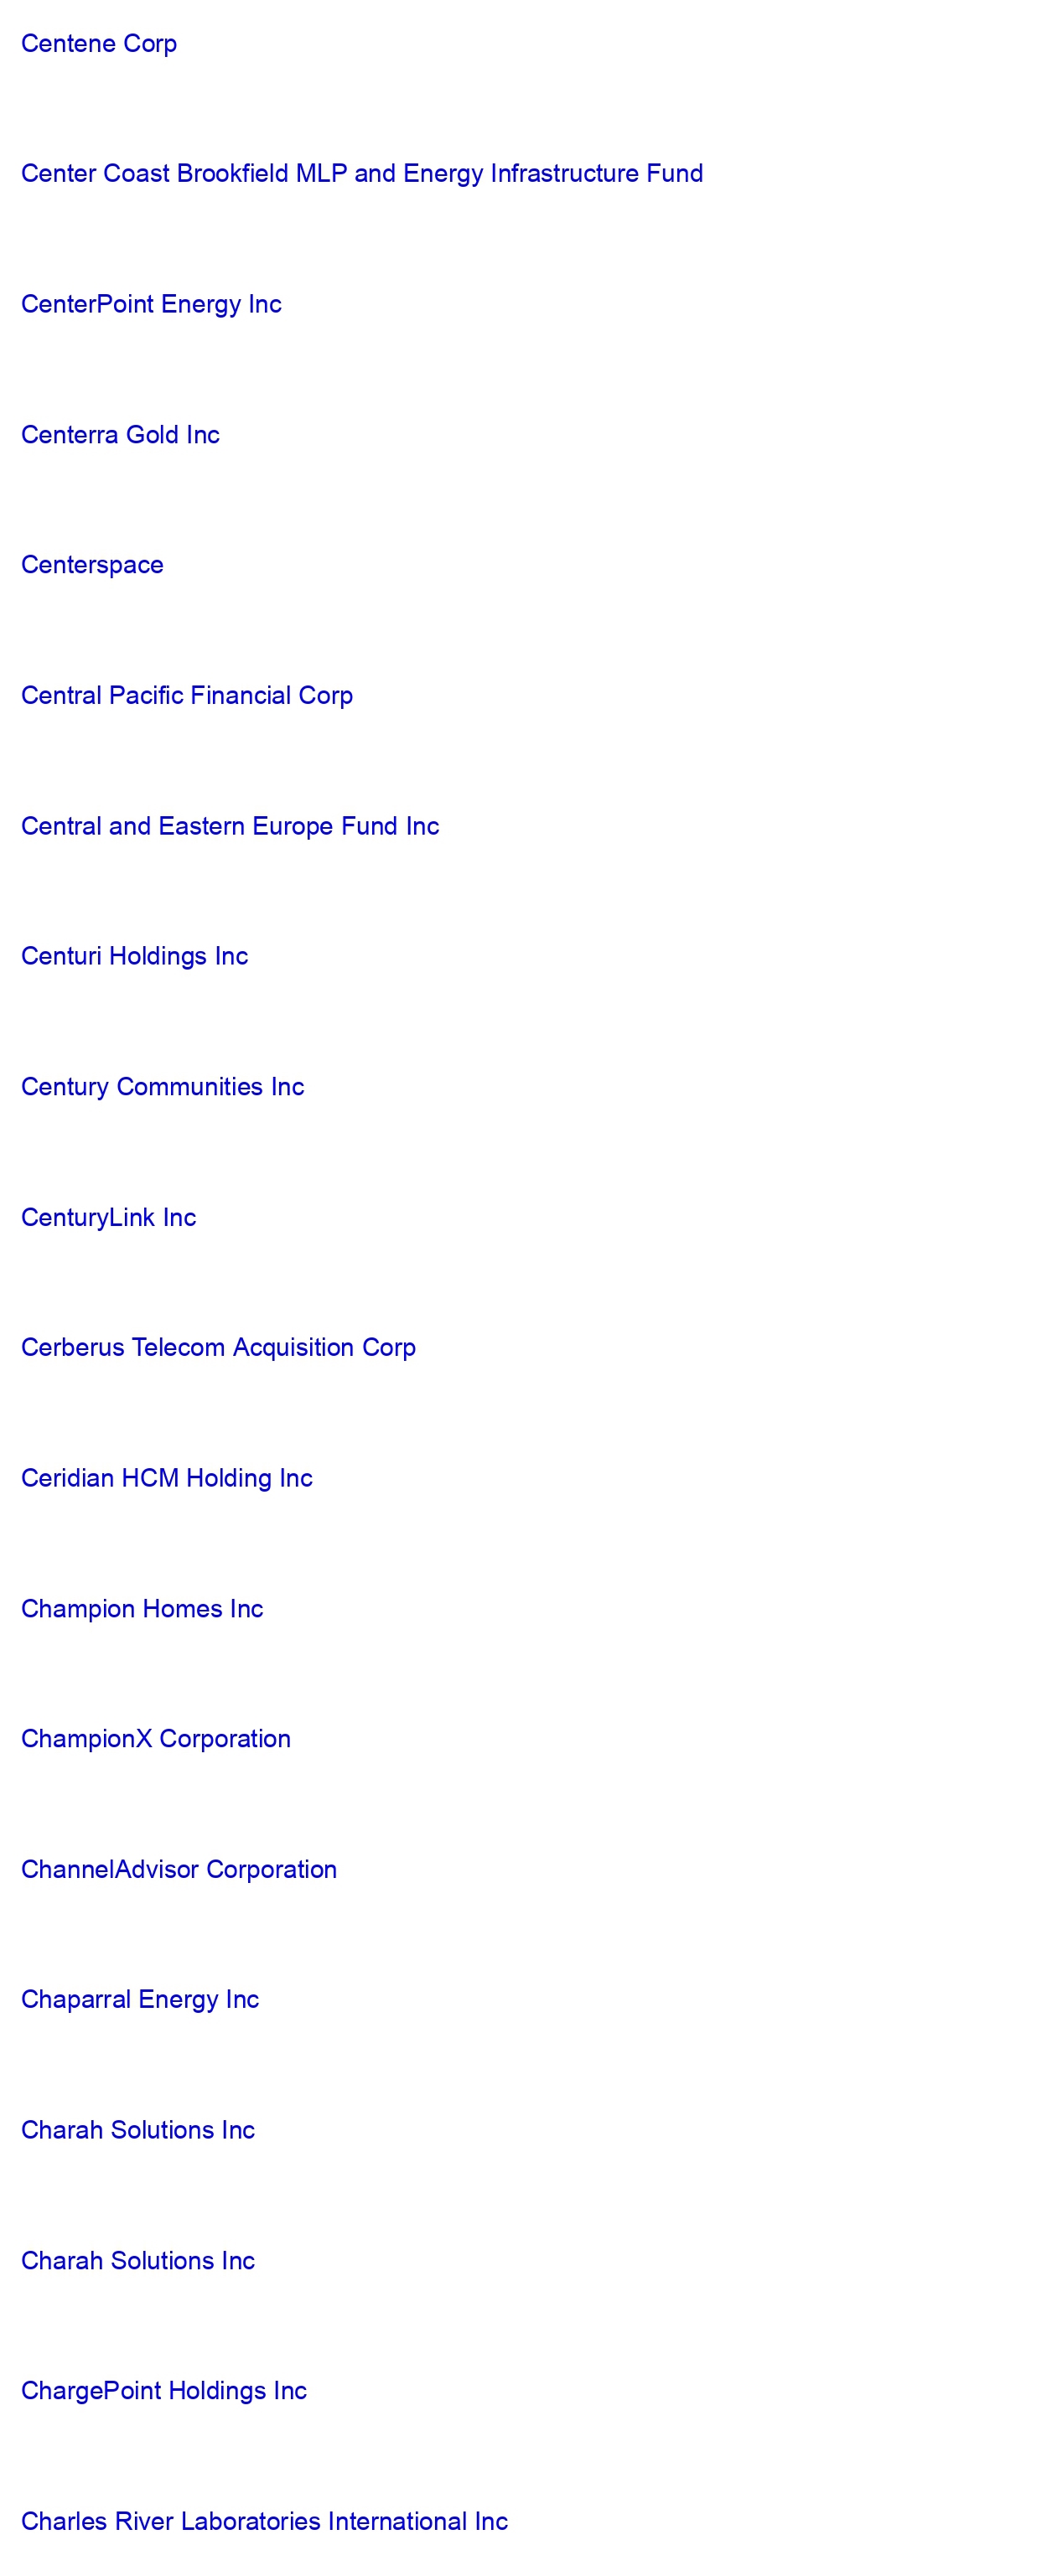 Centene Corp
Center Coast Brookfield MLP and Energy Infrastructure Fund
CenterPoint Energy Inc
Centerra Gold Inc
Centerspace
Central Pacific Financial Corp
Central and Eastern Europe Fund Inc
Centuri Holdings Inc
Century Communities Inc
CenturyLink Inc
Cerberus Telecom Acquisition Corp
Ceridian HCM Holding Inc
Champion Homes Inc
ChampionX Corporation
ChannelAdvisor Corporation
Chaparral Energy Inc
Charah Solutions Inc
Charah Solutions Inc
ChargePoint Holdings Inc
Charles River Laboratories International Inc